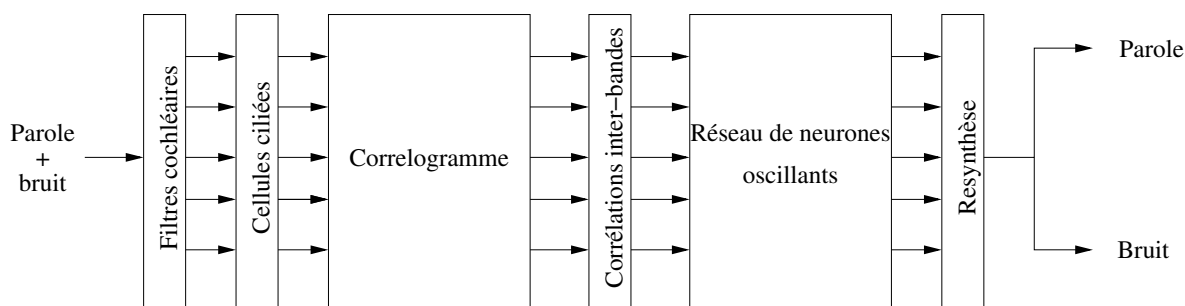 Parole
+
bruit
Filtres cochléaires
Cellules ciliées
Correlogramme
Corrélations inter−bandes
Réseau de neurones
oscillants
Resynthèse
Parole
Bruit